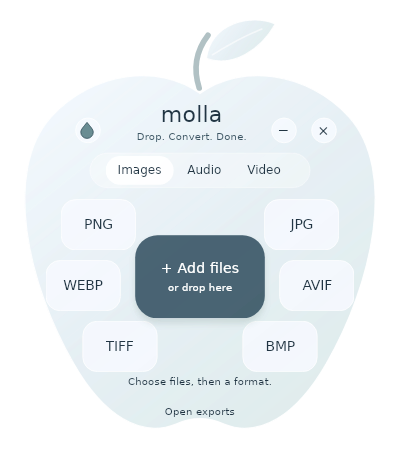 molla
Drop. Convert. Done.
Images Audio Video
PNG
JPG
+ Add files
or drop here
WEBP
AVIF
TIFF
BMP
Choose files, then a format.
Open exports